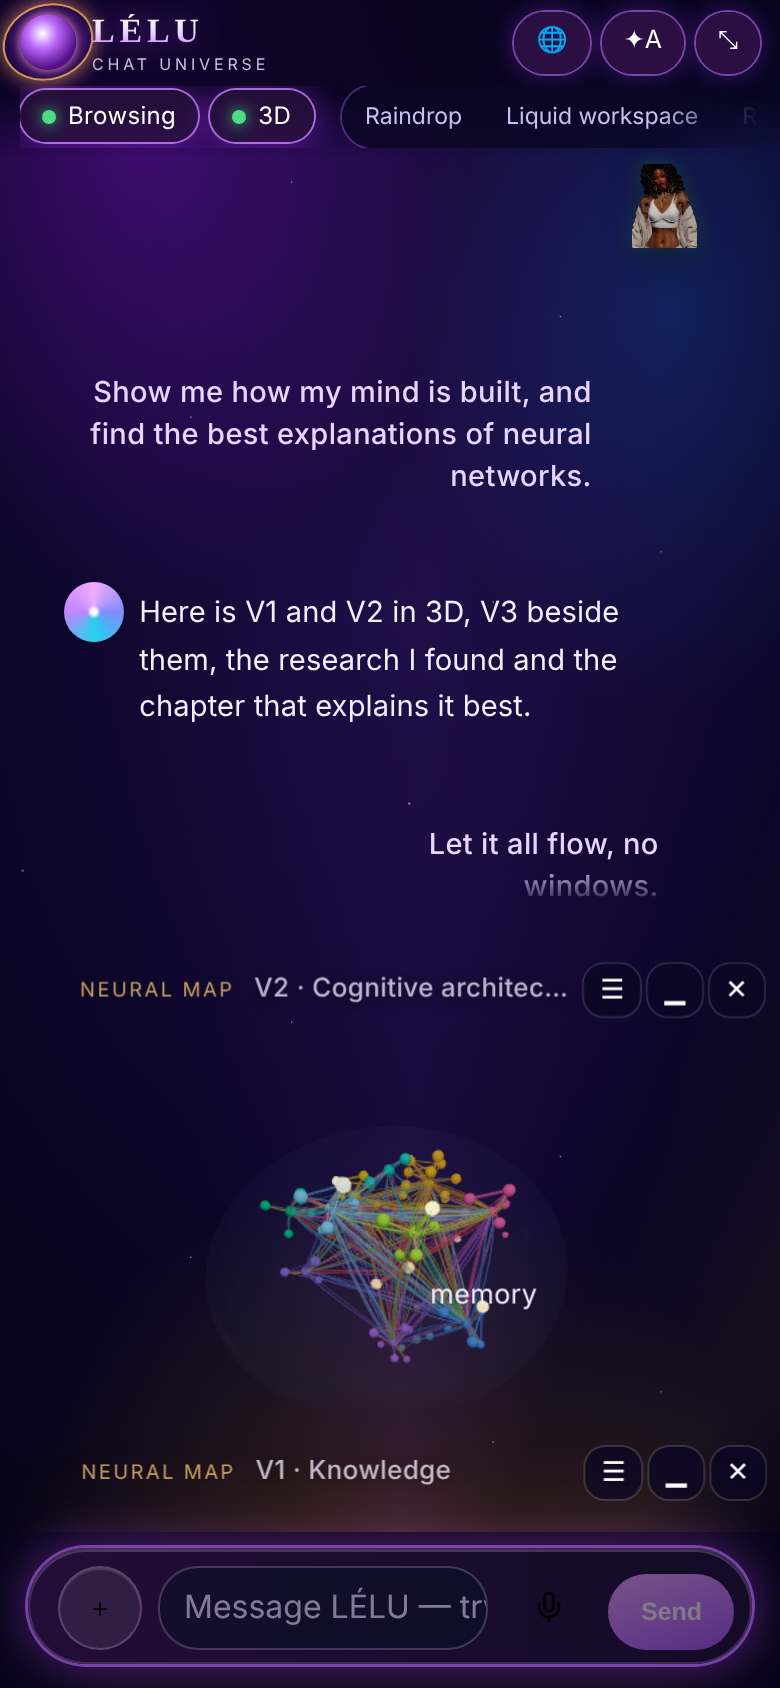 LÉLU
CHAT UNIVERSE
✦A
Browsing
3D
Raindrop
Liquid workspace
R
Show me how my mind is built, and
find the best explanations of neural
networks.
Here is V1 and V2 in 3D, V3 beside
them, the research I found and the
chapter that explains it best.
Let it all flow, no
windows.
NEURAL MAP V2 · Cognitive architec...
memory
NEURAL MAP V1 · Knowledge
+
Message LÉLU — try
Send